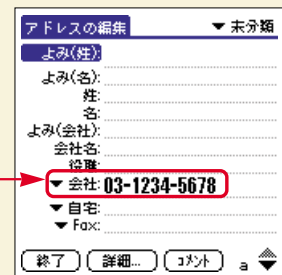 アドレスの編集 ▼未分類
よみ(姓):
よみ(名):
姓:
名:
よみ(会社):
会社名:
役職:
▼会社: 03-1234-5678
▼自宅:
▼Fax:
終了 詳細... コメント a